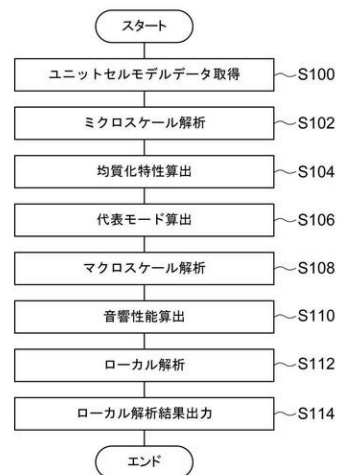 スタート
ユニットセルモデルデータ取得 S100
ミクロスケール解析 S102
均質化特性算出 S104
代表モード算出 S106
マクロスケール解析 S108
音響性能算出 S110
ローカル解析 S112
ローカル解析結果出力 S114
エンド